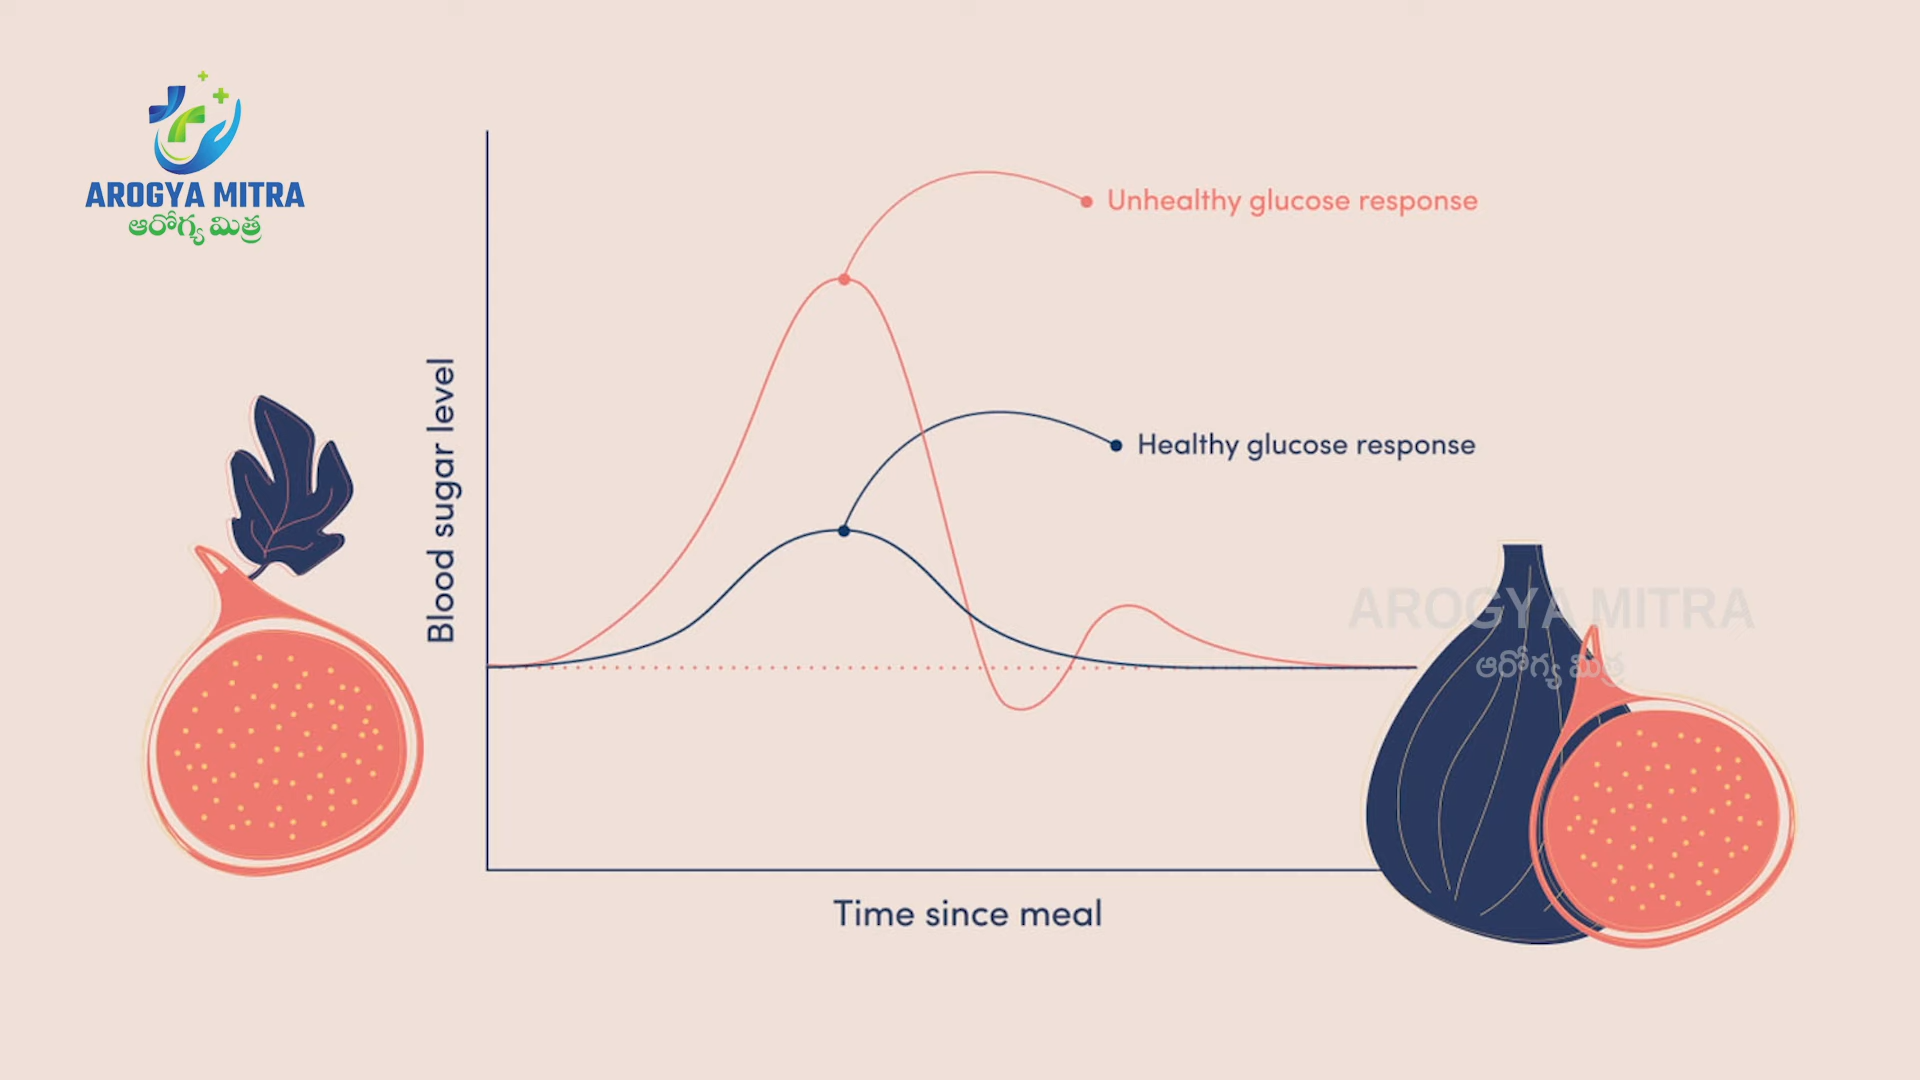 AROGYA MITRA
ఆరోగ్య మిత్ర
Unhealthy glucose response
Healthy glucose response
Blood sugar level
Time since meal
AROGYA MITRA
ఆరోగ్య మిత్ర